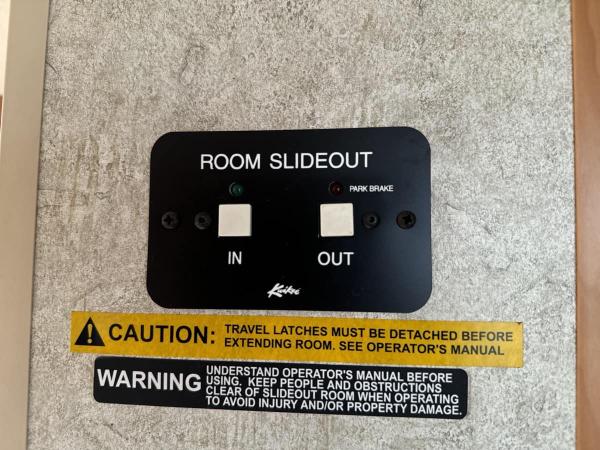 ROOM SLIDEOUT
PARK BRAKE
IN OUT
Kwikee
CAUTION: TRAVEL LATCHES MUST BE DETACHED BEFORE
EXTENDING ROOM. SEE OPERATOR'S MANUAL
WARNING UNDERSTAND OPERATOR'S MANUAL BEFORE
USING. KEEP PEOPLE AND OBSTRUCTIONS
CLEAR OF SLIDEOUT ROOM WHEN OPERATING
TO AVOID INJURY AND/OR PROPERTY DAMAGE.